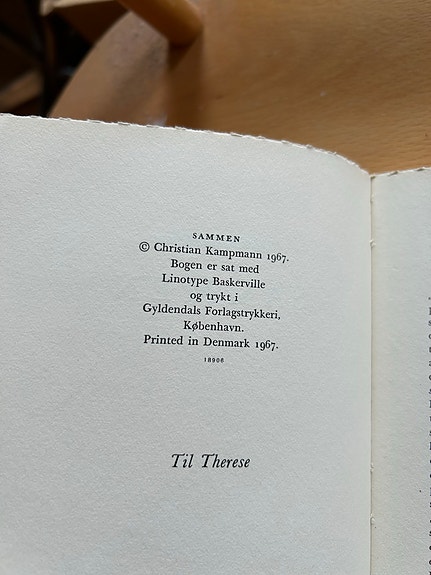 SAMMEN
© Christian Kampmann 1967.
Bogen er sat med
Linotype Baskerville
og trykt i
Gyldendals Forlagstrykkeri,
København.
Printed in Denmark 1967.
18908
Til Therese